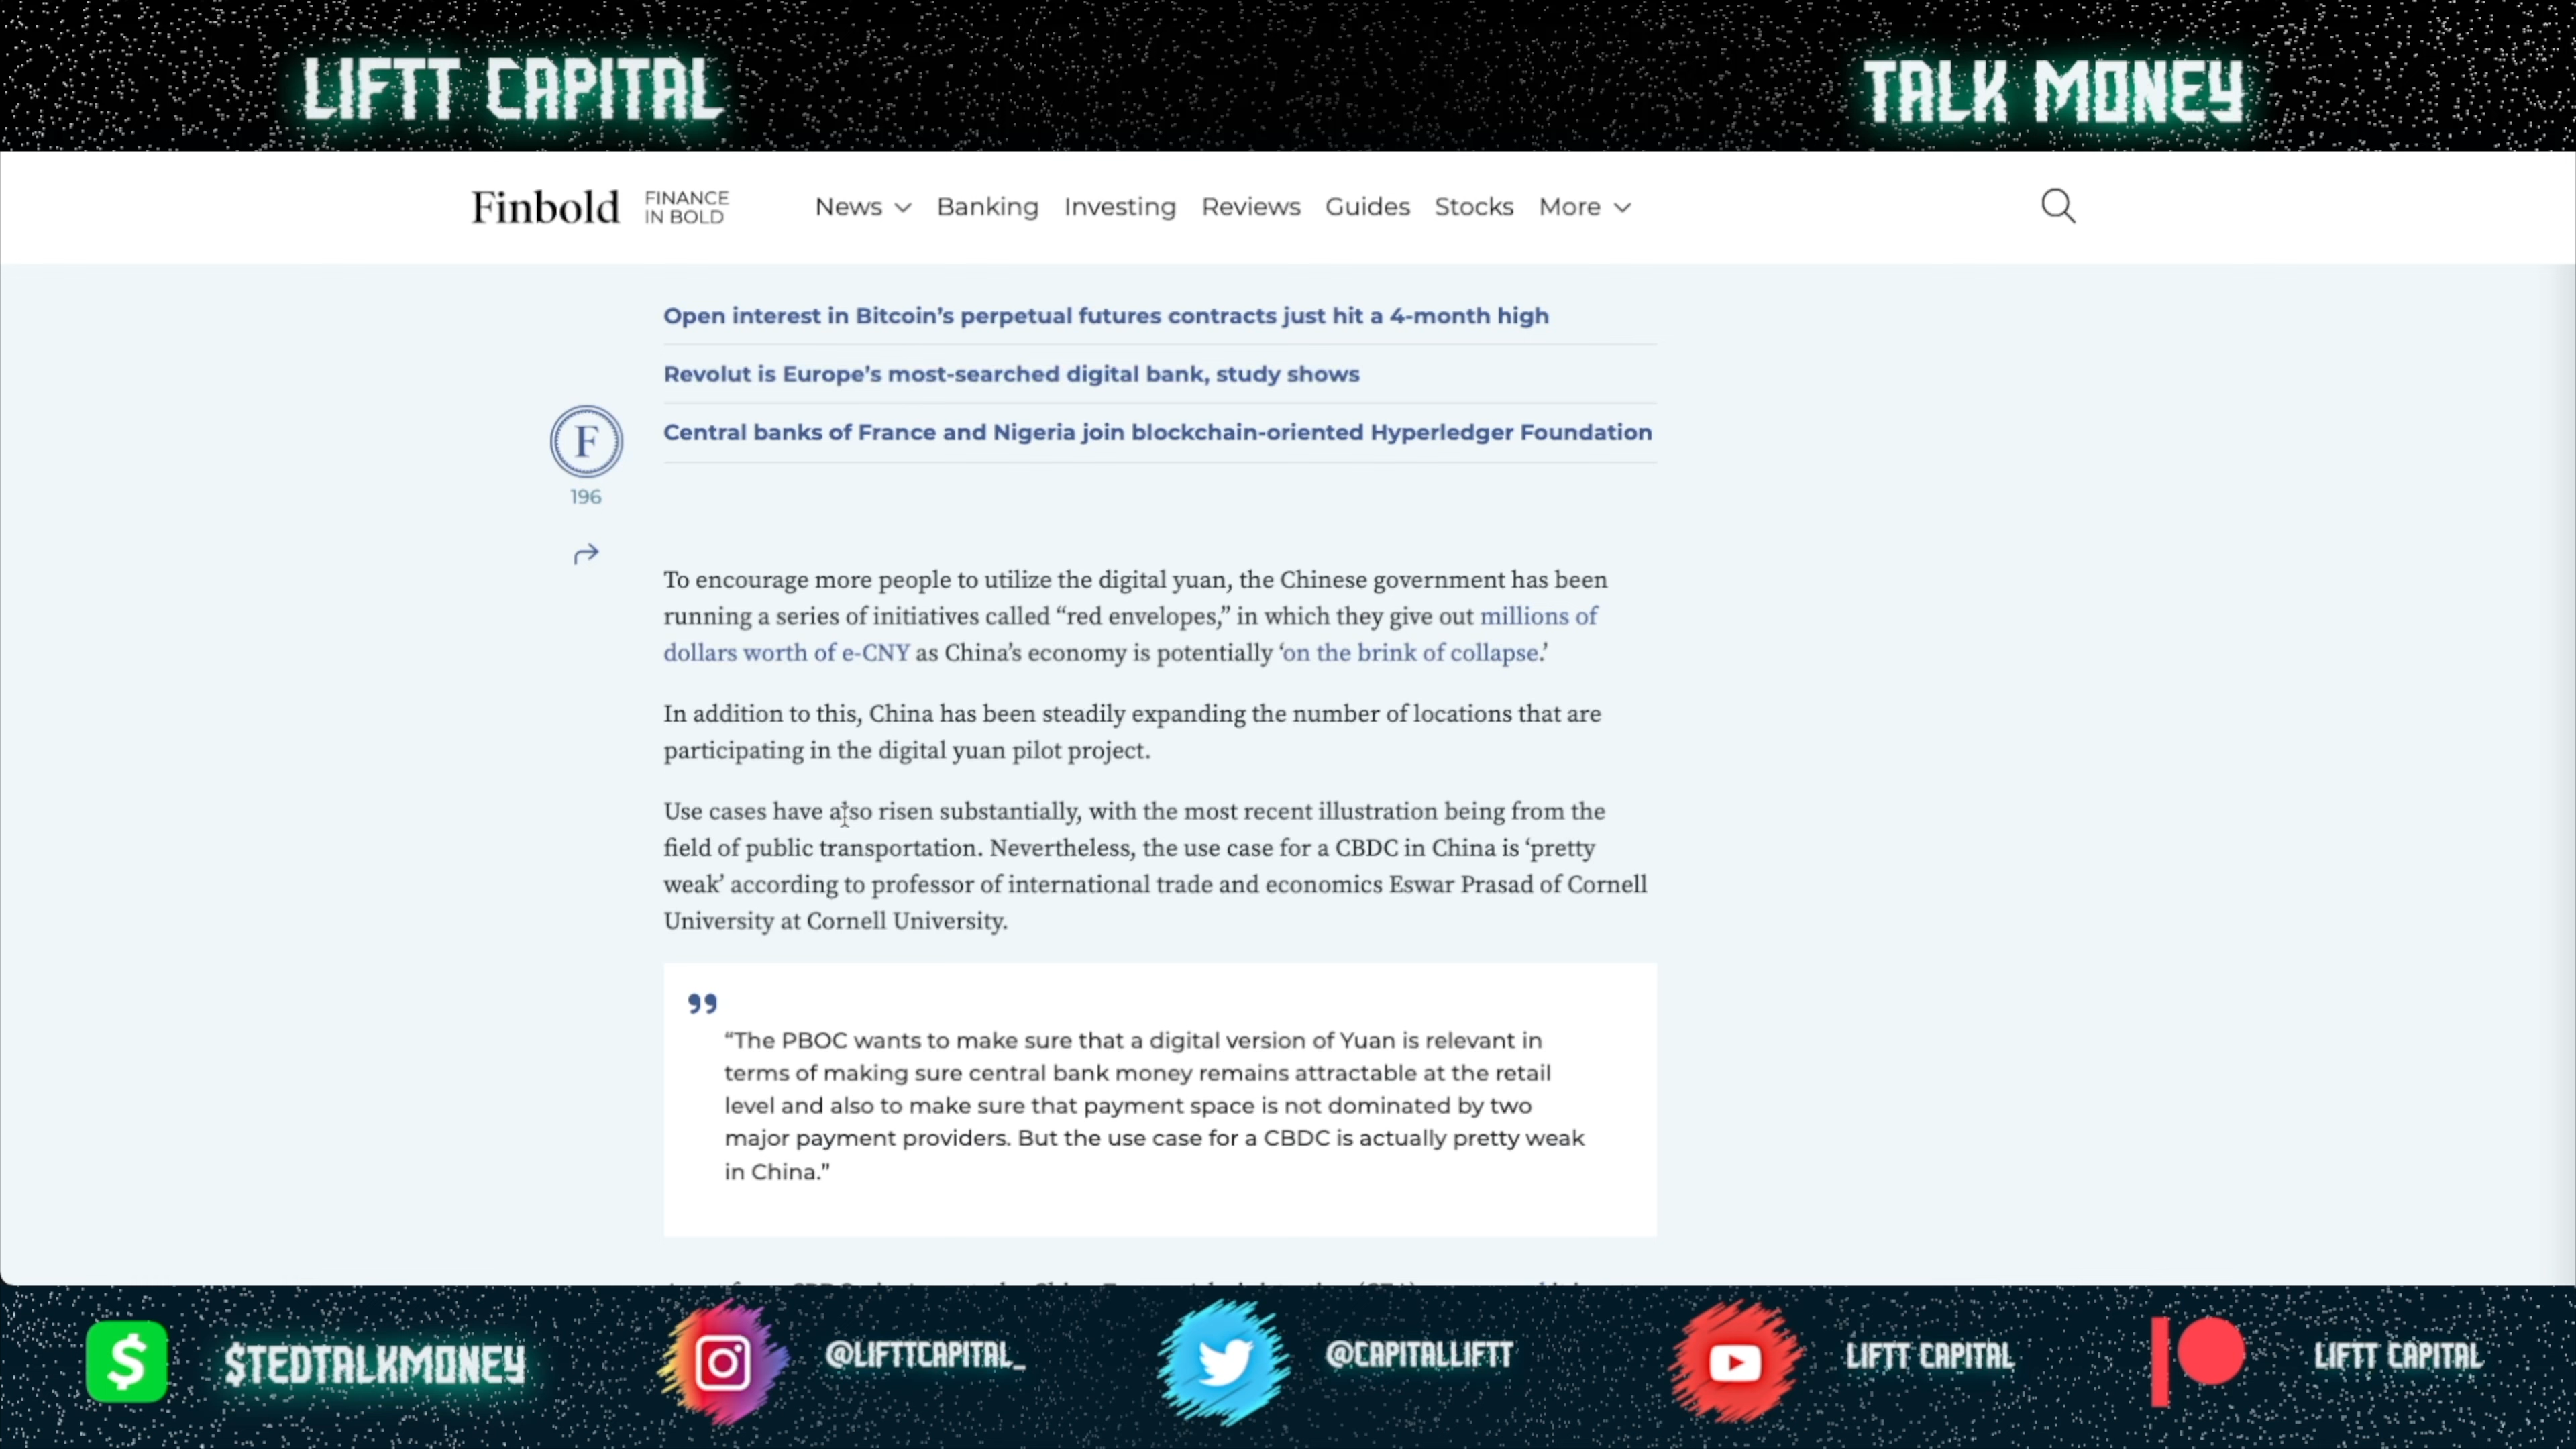 LIFTT CAPITAL
TALK MONEY
Finbold FINANCE IN BOLD
News Banking Investing Reviews Guides Stocks More
Open interest in Bitcoin’s perpetual futures contracts just hit a 4-month high
Revolut is Europe’s most-searched digital bank, study shows
Central banks of France and Nigeria join blockchain-oriented Hyperledger Foundation
F
196
To encourage more people to utilize the digital yuan, the Chinese government has been
running a series of initiatives called “red envelopes,” in which they give out millions of
dollars worth of e-CNY as China’s economy is potentially ‘on the brink of collapse.’
In addition to this, China has been steadily expanding the number of locations that are
participating in the digital yuan pilot project.
Use cases have also risen substantially, with the most recent illustration being from the
field of public transportation. Nevertheless, the use case for a CBDC in China is ‘pretty
weak’ according to professor of international trade and economics Eswar Prasad of Cornell
University at Cornell University.
”
“The PBOC wants to make sure that a digital version of Yuan is relevant in
terms of making sure central bank money remains attractable at the retail
level and also to make sure that payment space is not dominated by two
major payment providers. But the use case for a CBDC is actually pretty weak
in China.”
$ $TEDTALKMONEY
@LIFTTCAPITAL_
@CAPITALLIFTT
LIFTT CAPITAL
LIFTT CAPITAL